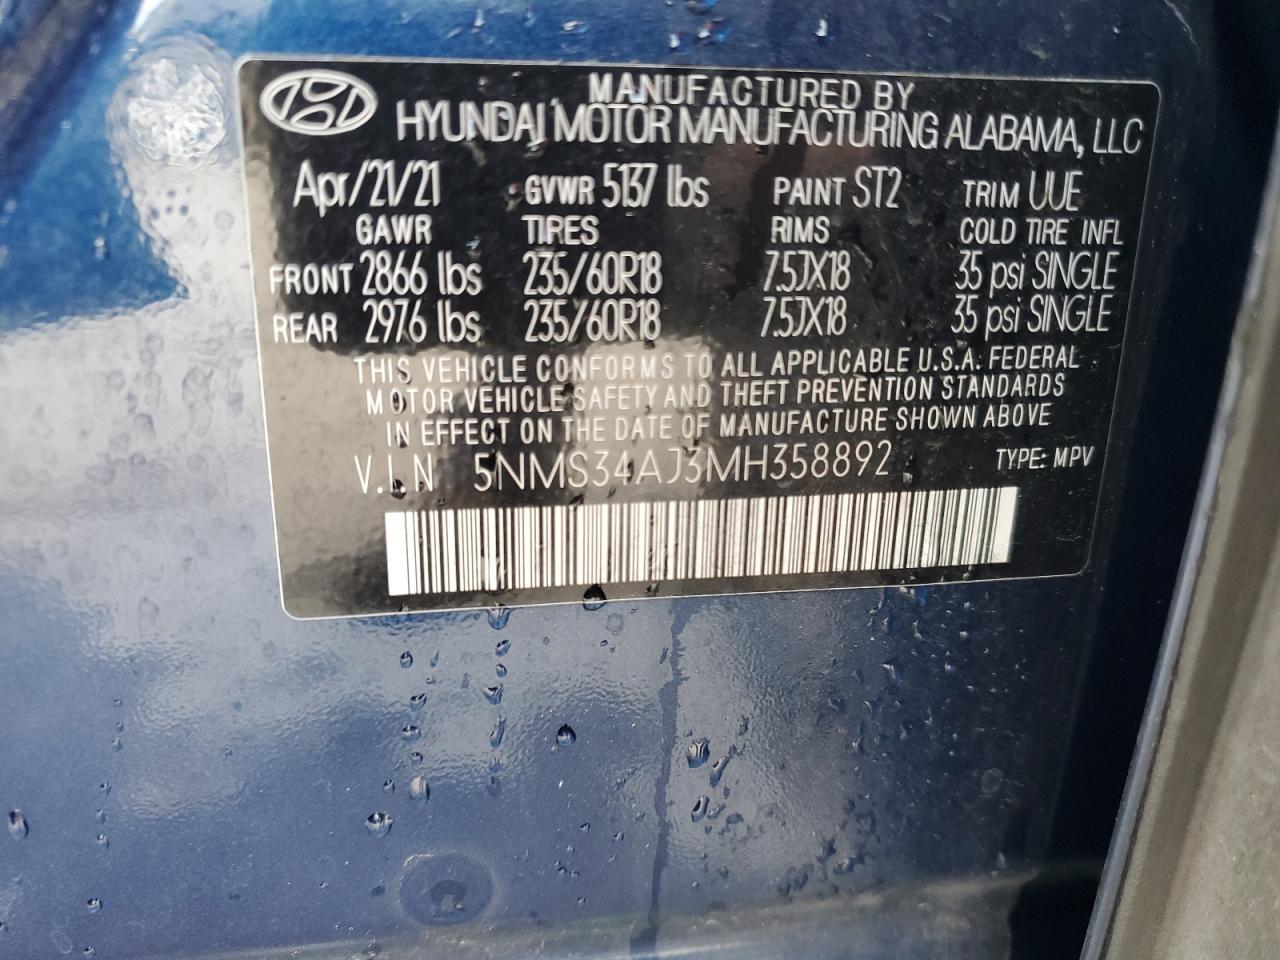 MANUFACTURED BY
HYUNDAI MOTOR MANUFACTURING ALABAMA, LLC
Apr/21/21 GVWR 5137 lbs PAINT ST2 TRIM UUE
GAWR TIRES RIMS COLD TIRE INFL
FRONT 2866 lbs 235/60R18 7.5JX18 35 psi SINGLE
REAR 2976 lbs 235/60R18 7.5JX18 35 psi SINGLE
THIS VEHICLE CONFORMS TO ALL APPLICABLE U.S.A. FEDERAL
MOTOR VEHICLE SAFETY AND THEFT PREVENTION STANDARDS
IN EFFECT ON THE DATE OF MANUFACTURE SHOWN ABOVE
V.I.N 5NMS34AJ3MH358892 TYPE: MPV